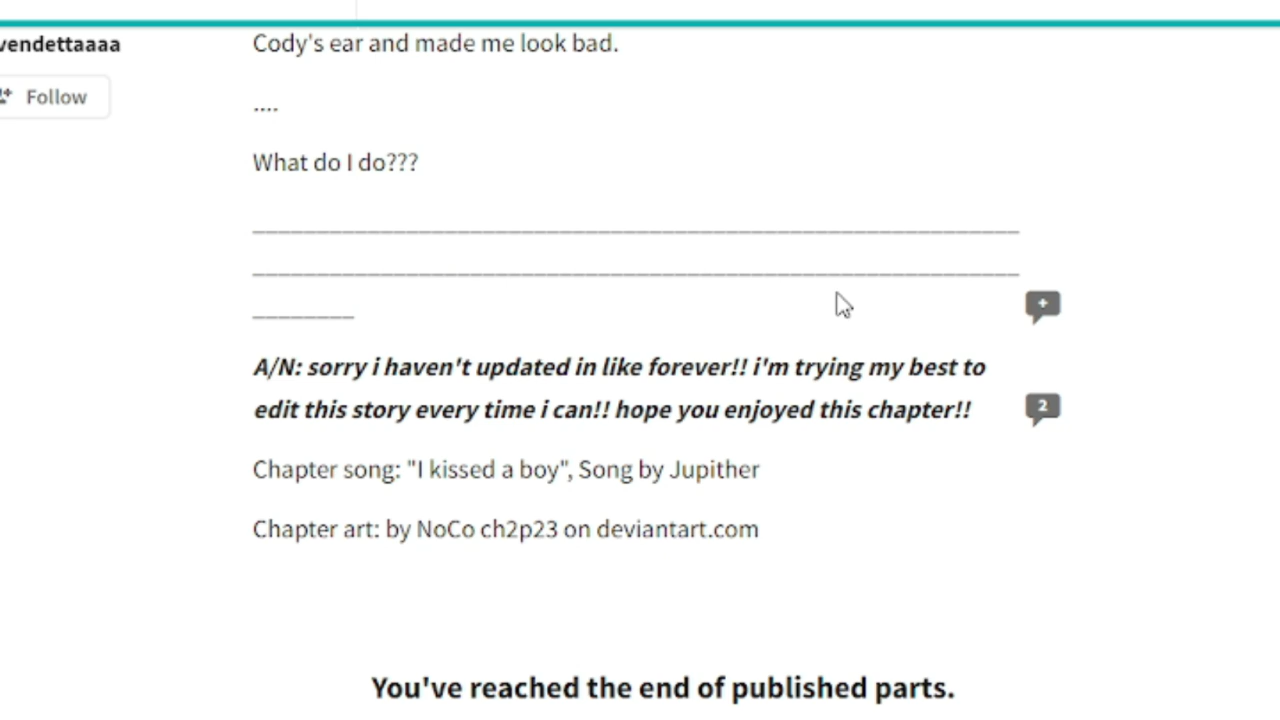 vendettaaaa
Follow
Cody's ear and made me look bad.
....
What do I do???
____________________________________________________________
____________________________________________________________
________
+
A/N: sorry i haven't updated in like forever!! i'm trying my best to
edit this story every time i can!! hope you enjoyed this chapter!!
2
Chapter song: "I kissed a boy", Song by Jupither
Chapter art: by NoCo ch2p23 on deviantart.com
You've reached the end of published parts.